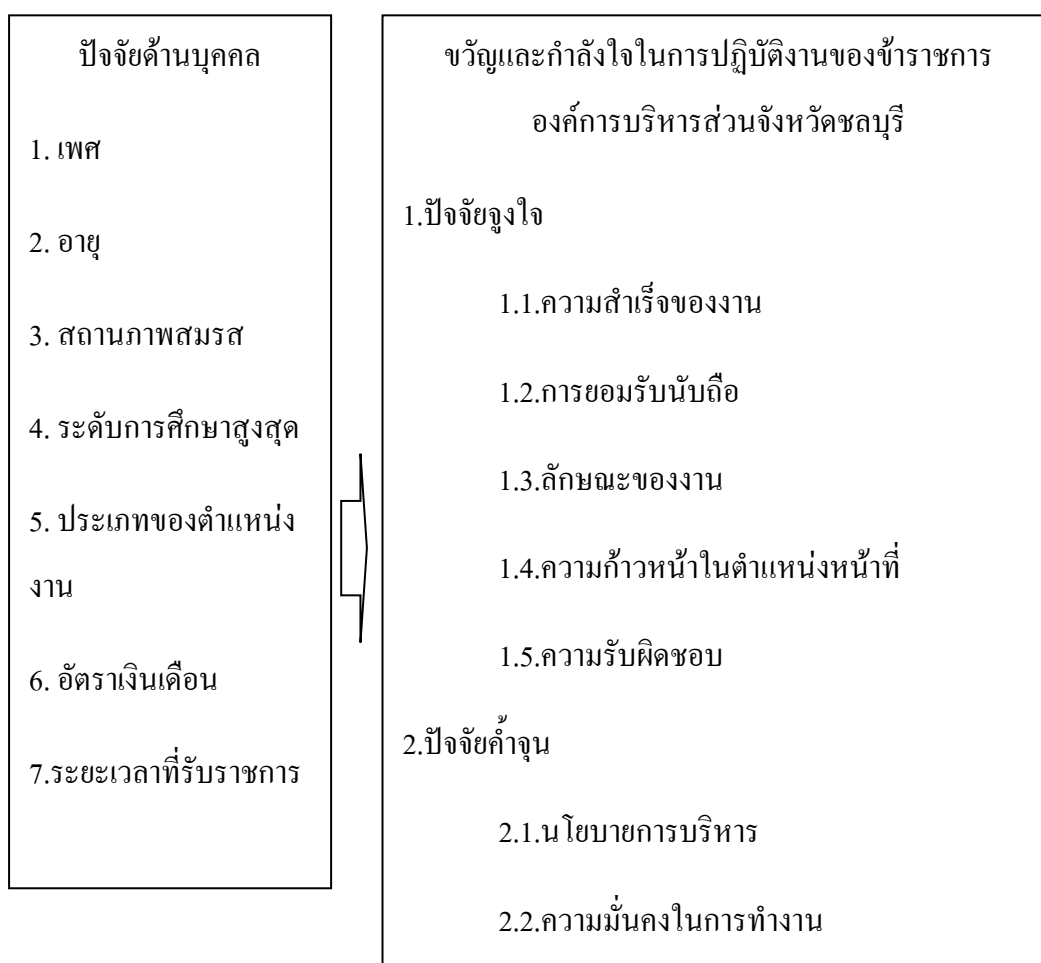 ปัจจัยด้านบุคคล
1. เพศ
2. อายุ
3. สถานภาพสมรส
4. ระดับการศึกษาสูงสุด
5. ประเภทของตำแหน่ง
งาน
6. อัตราเงินเดือน
7.ระยะเวลาที่รับราชการ
ขวัญและกำลังใจในการปฏิบัติงานของข้าราชการ
องค์การบริหารส่วนจังหวัดชลบุรี
1.ปัจจัยจูงใจ
1.1.ความสำเร็จของงาน
1.2.การยอมรับนับถือ
1.3.ลักษณะของงาน
1.4.ความก้าวหน้าในตำแหน่งหน้าที่
1.5.ความรับผิดชอบ
2.ปัจจัยค้ำจุน
2.1.นโยบายการบริหาร
2.2.ความมั่นคงในการทำงาน